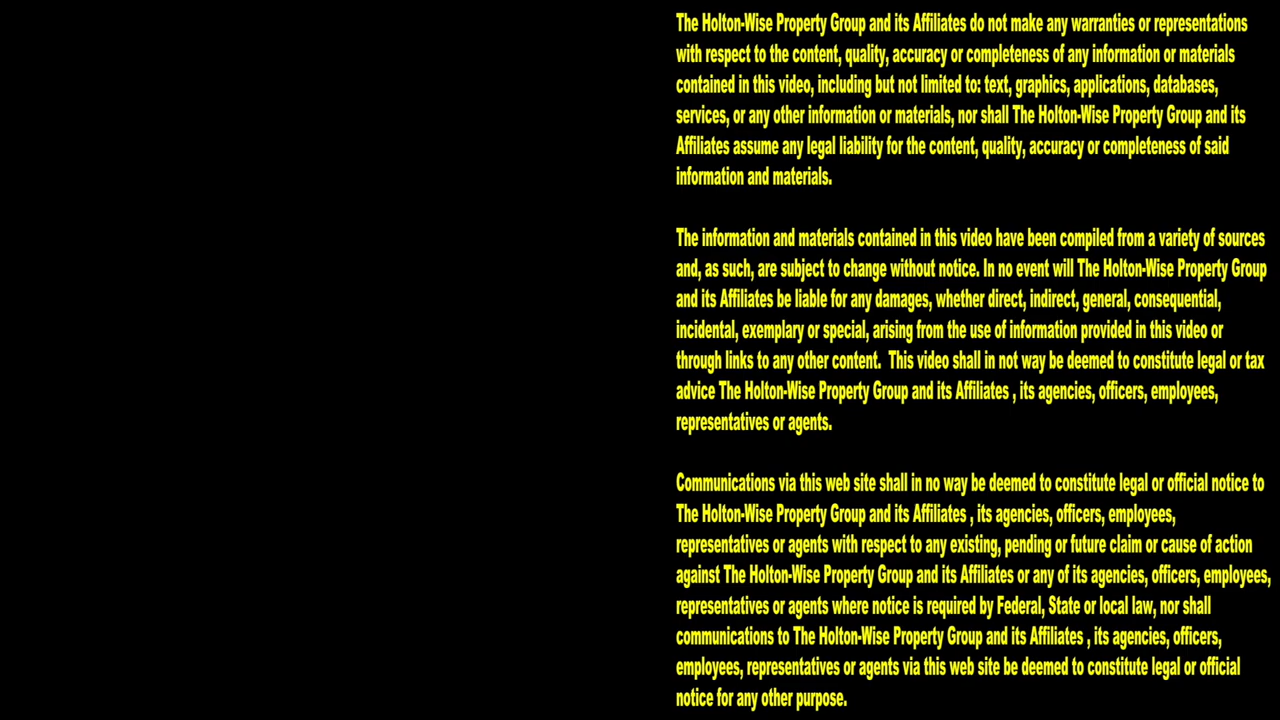 The Holton-Wise Property Group and its Affiliates do not make any warranties or representations
with respect to the content, quality, accuracy or completeness of any information or materials
contained in this video, including but not limited to: text, graphics, applications, databases,
services, or any other information or materials, nor shall The Holton-Wise Property Group and its
Affiliates assume any legal liability for the content, quality, accuracy or completeness of said
information and materials.
The information and materials contained in this video have been compiled from a variety of sources
and, as such, are subject to change without notice. In no event will The Holton-Wise Property Group
and its Affiliates be liable for any damages, whether direct, indirect, general, consequential,
incidental, exemplary or special, arising from the use of information provided in this video or
through links to any other content.  This video shall in not way be deemed to constitute legal or tax
advice The Holton-Wise Property Group and its Affiliates , its agencies, officers, employees,
representatives or agents.
Communications via this web site shall in no way be deemed to constitute legal or official notice to
The Holton-Wise Property Group and its Affiliates , its agencies, officers, employees,
representatives or agents with respect to any existing, pending or future claim or cause of action
against The Holton-Wise Property Group and its Affiliates or any of its agencies, officers, employees,
representatives or agents where notice is required by Federal, State or local law, nor shall
communications to The Holton-Wise Property Group and its Affiliates , its agencies, officers,
employees, representatives or agents via this web site be deemed to constitute legal or official
notice for any other purpose.